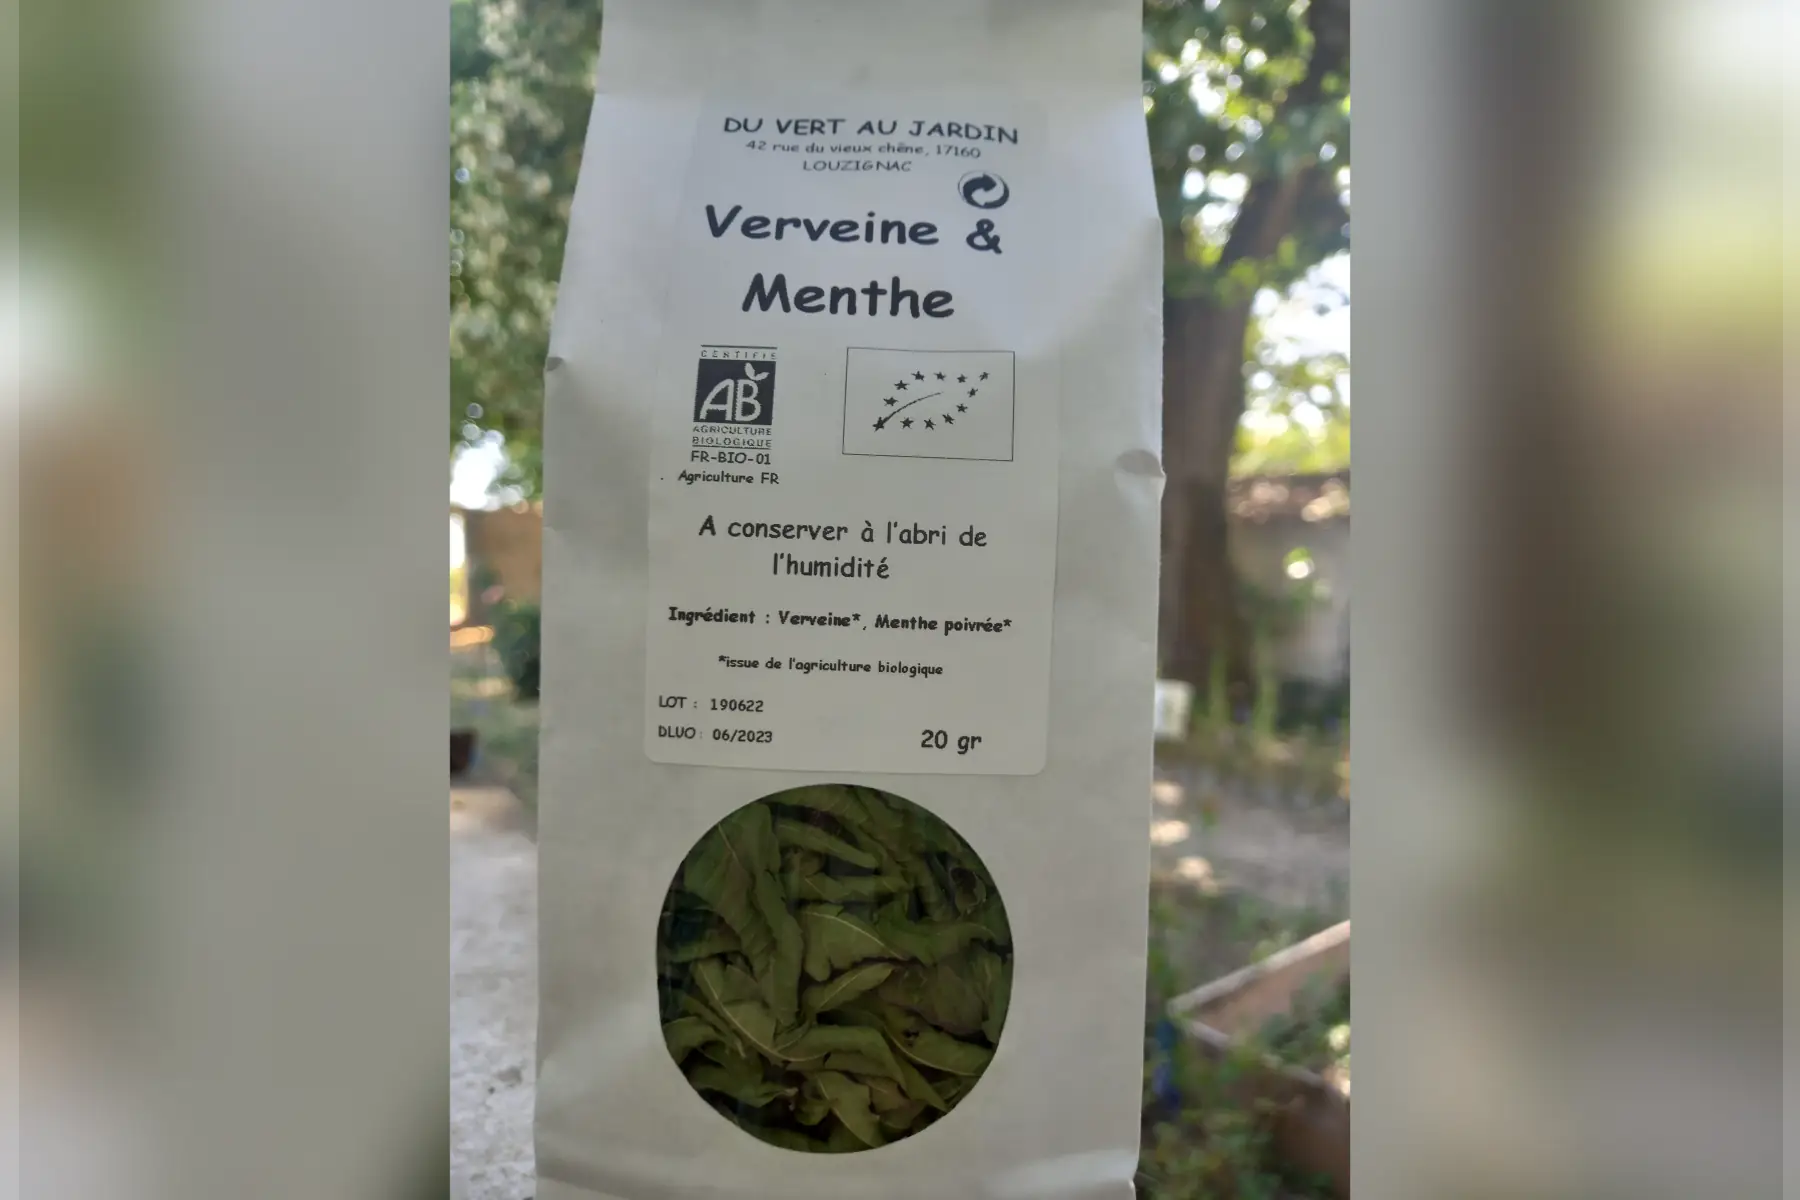 DU VERT AU JARDIN
42 rue du vieux chêne, 17160
LOUZIGNAC
Verveine &
Menthe
CERTIFIÉ
AB
AGRICULTURE
BIOLOGIQUE
FR-BIO-01
Agriculture FR
A conserver à l'abri de
l'humidité
Ingrédient : Verveine*, Menthe poivrée*
*issue de l'agriculture biologique
LOT : 190622
DLUO : 06/2023
20 gr